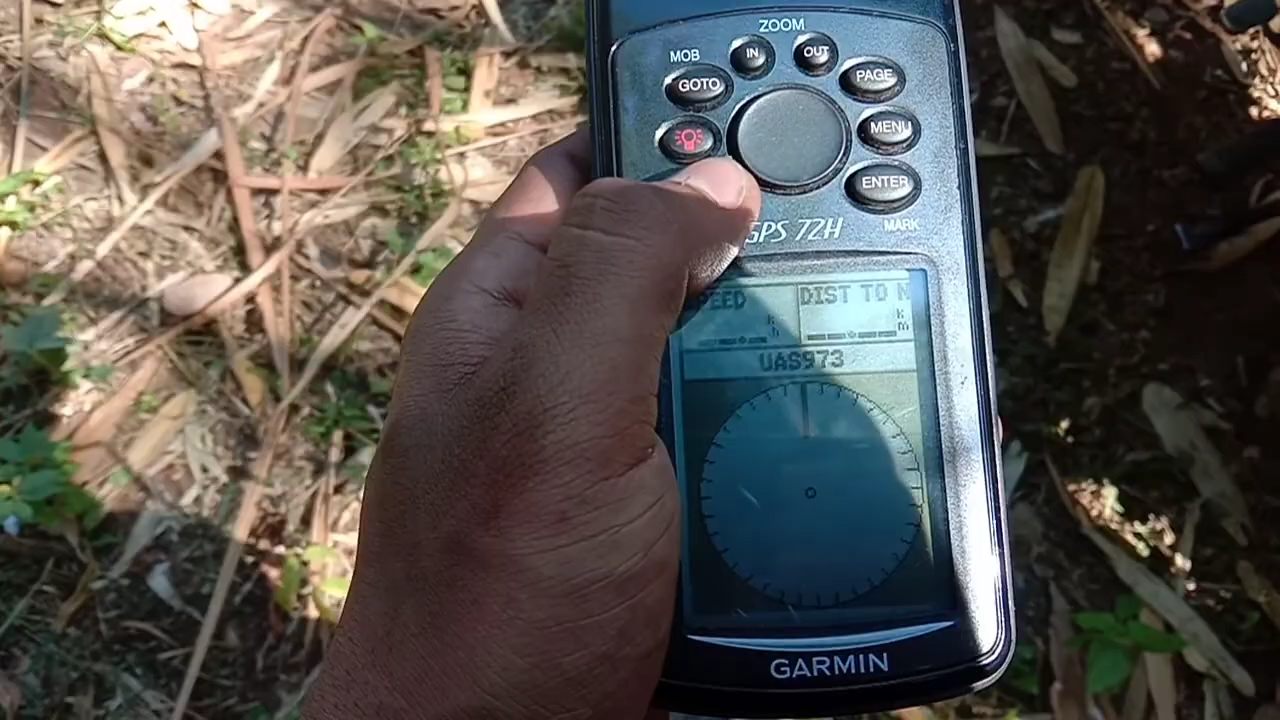 ZOOM
MOB IN OUT
GOTO PAGE
MENU
ENTER
GPS 72H MARK
PEED DIST TO N
k h k m
UAS973
GARMIN